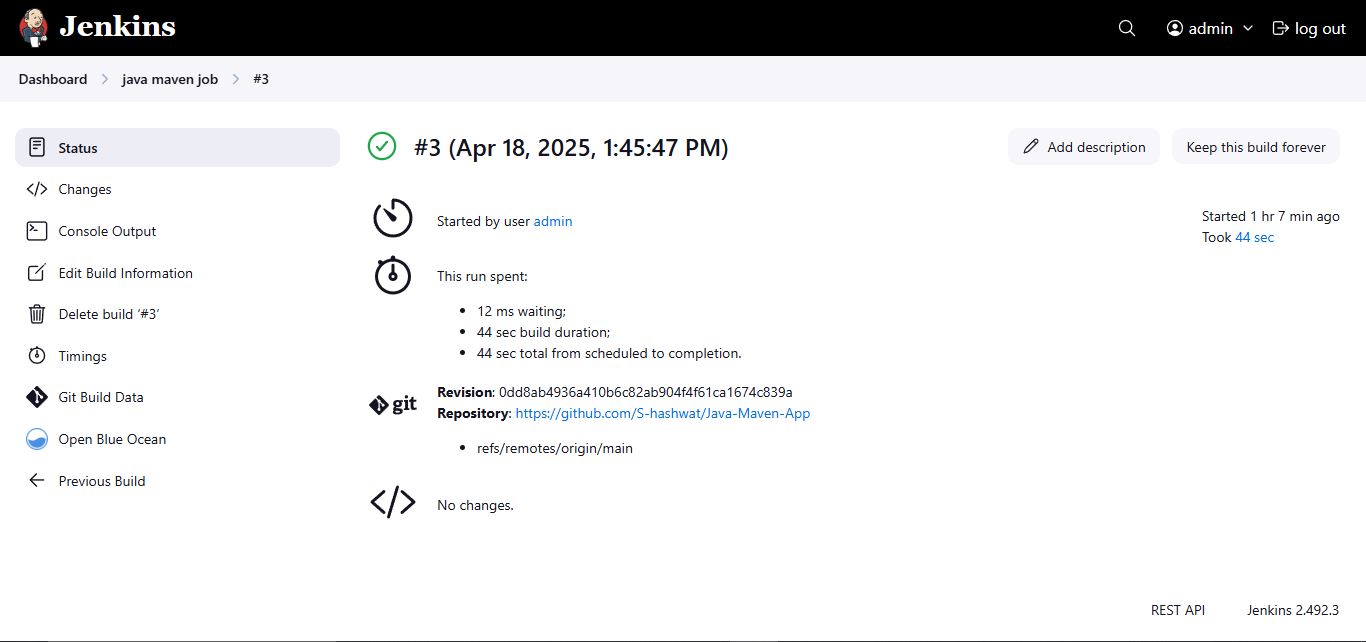 Jenkins
admin
log out
Dashboard
java maven job
#3
Status
Changes
Console Output
Edit Build Information
Delete build ‘#3’
Timings
Git Build Data
Open Blue Ocean
Previous Build
#3 (Apr 18, 2025, 1:45:47 PM)
Add description
Keep this build forever
Started by user admin
Started 1 hr 7 min ago
Took 44 sec
This run spent:
12 ms waiting;
44 sec build duration;
44 sec total from scheduled to completion.
git
Revision: 0dd8ab4936a410b6c82ab904f4f61ca1674c839a
Repository: https://github.com/S-hashwat/Java-Maven-App
refs/remotes/origin/main
No changes.
REST API
Jenkins 2.492.3